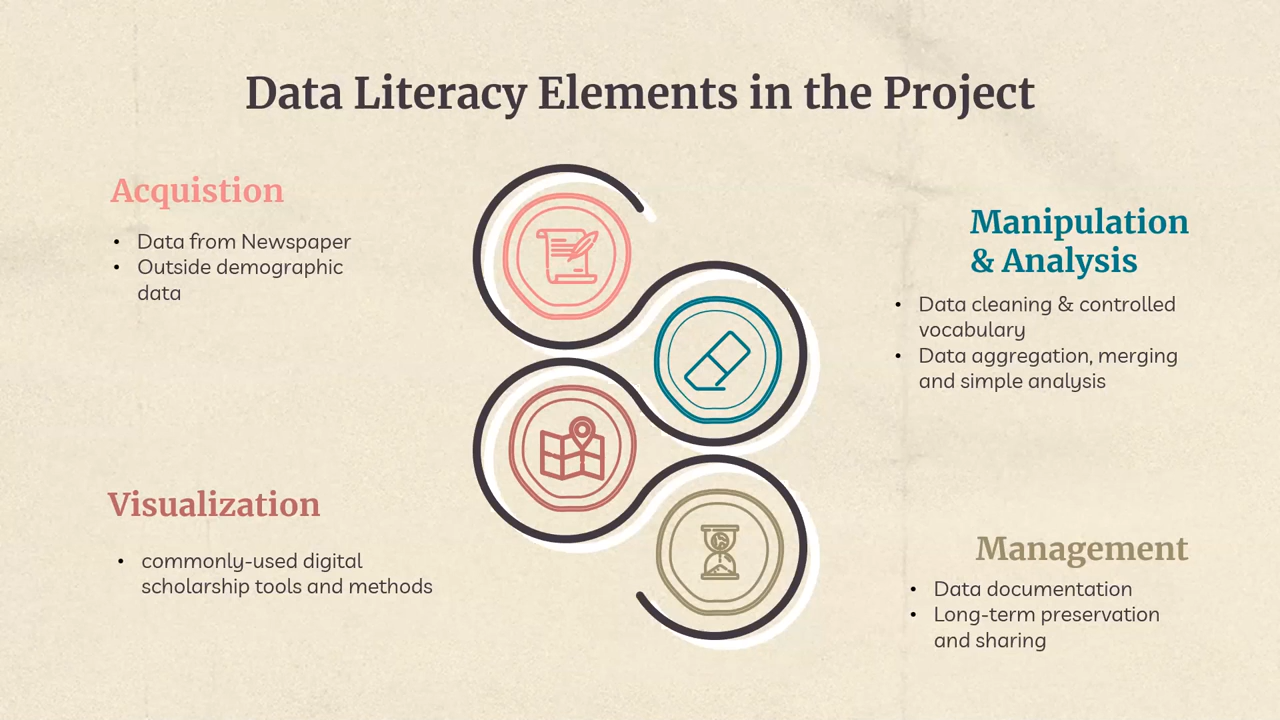 Data Literacy Elements in the Project
Acquistion
• Data from Newspaper
• Outside demographic
data
Manipulation
& Analysis
• Data cleaning & controlled
vocabulary
• Data aggregation, merging
and simple analysis
Visualization
• commonly-used digital
scholarship tools and methods
Management
• Data documentation
• Long-term preservation
and sharing